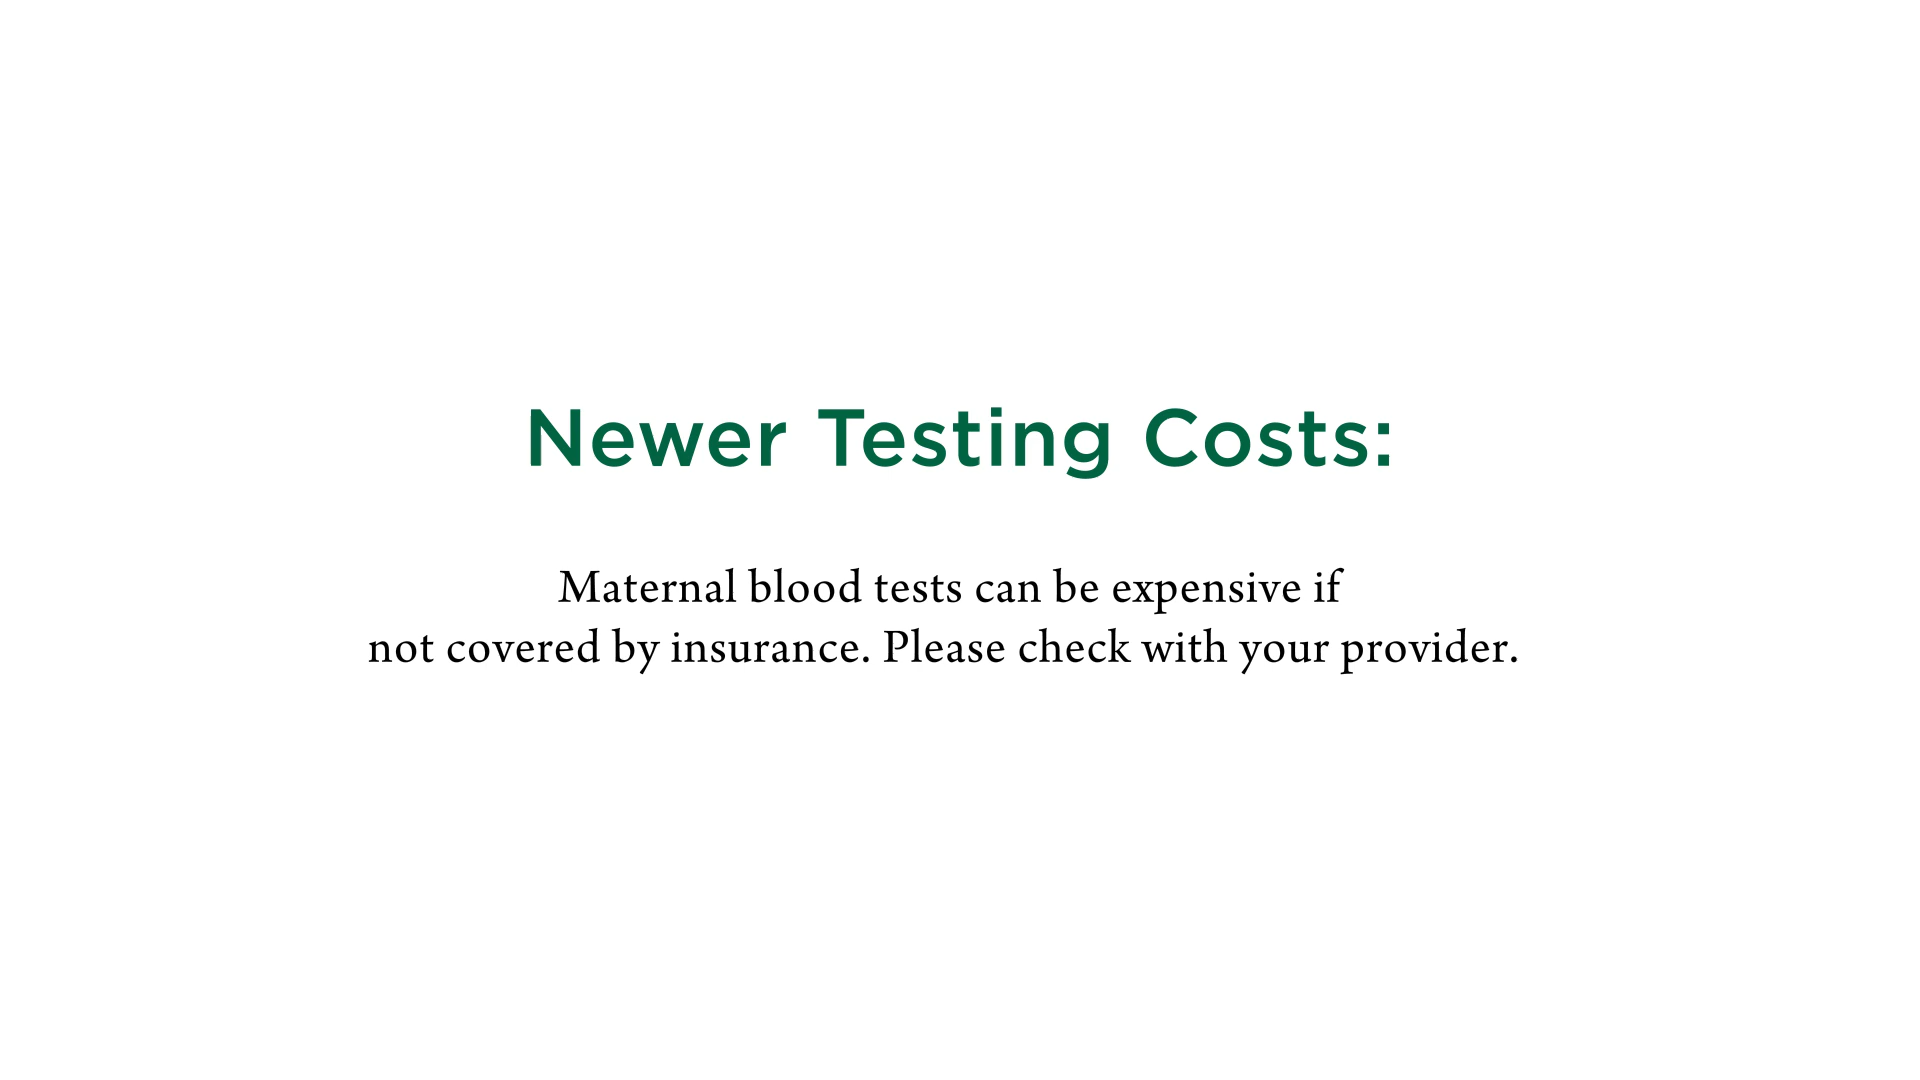 Newer Testing Costs:
Maternal blood tests can be expensive if
not covered by insurance. Please check with your provider.